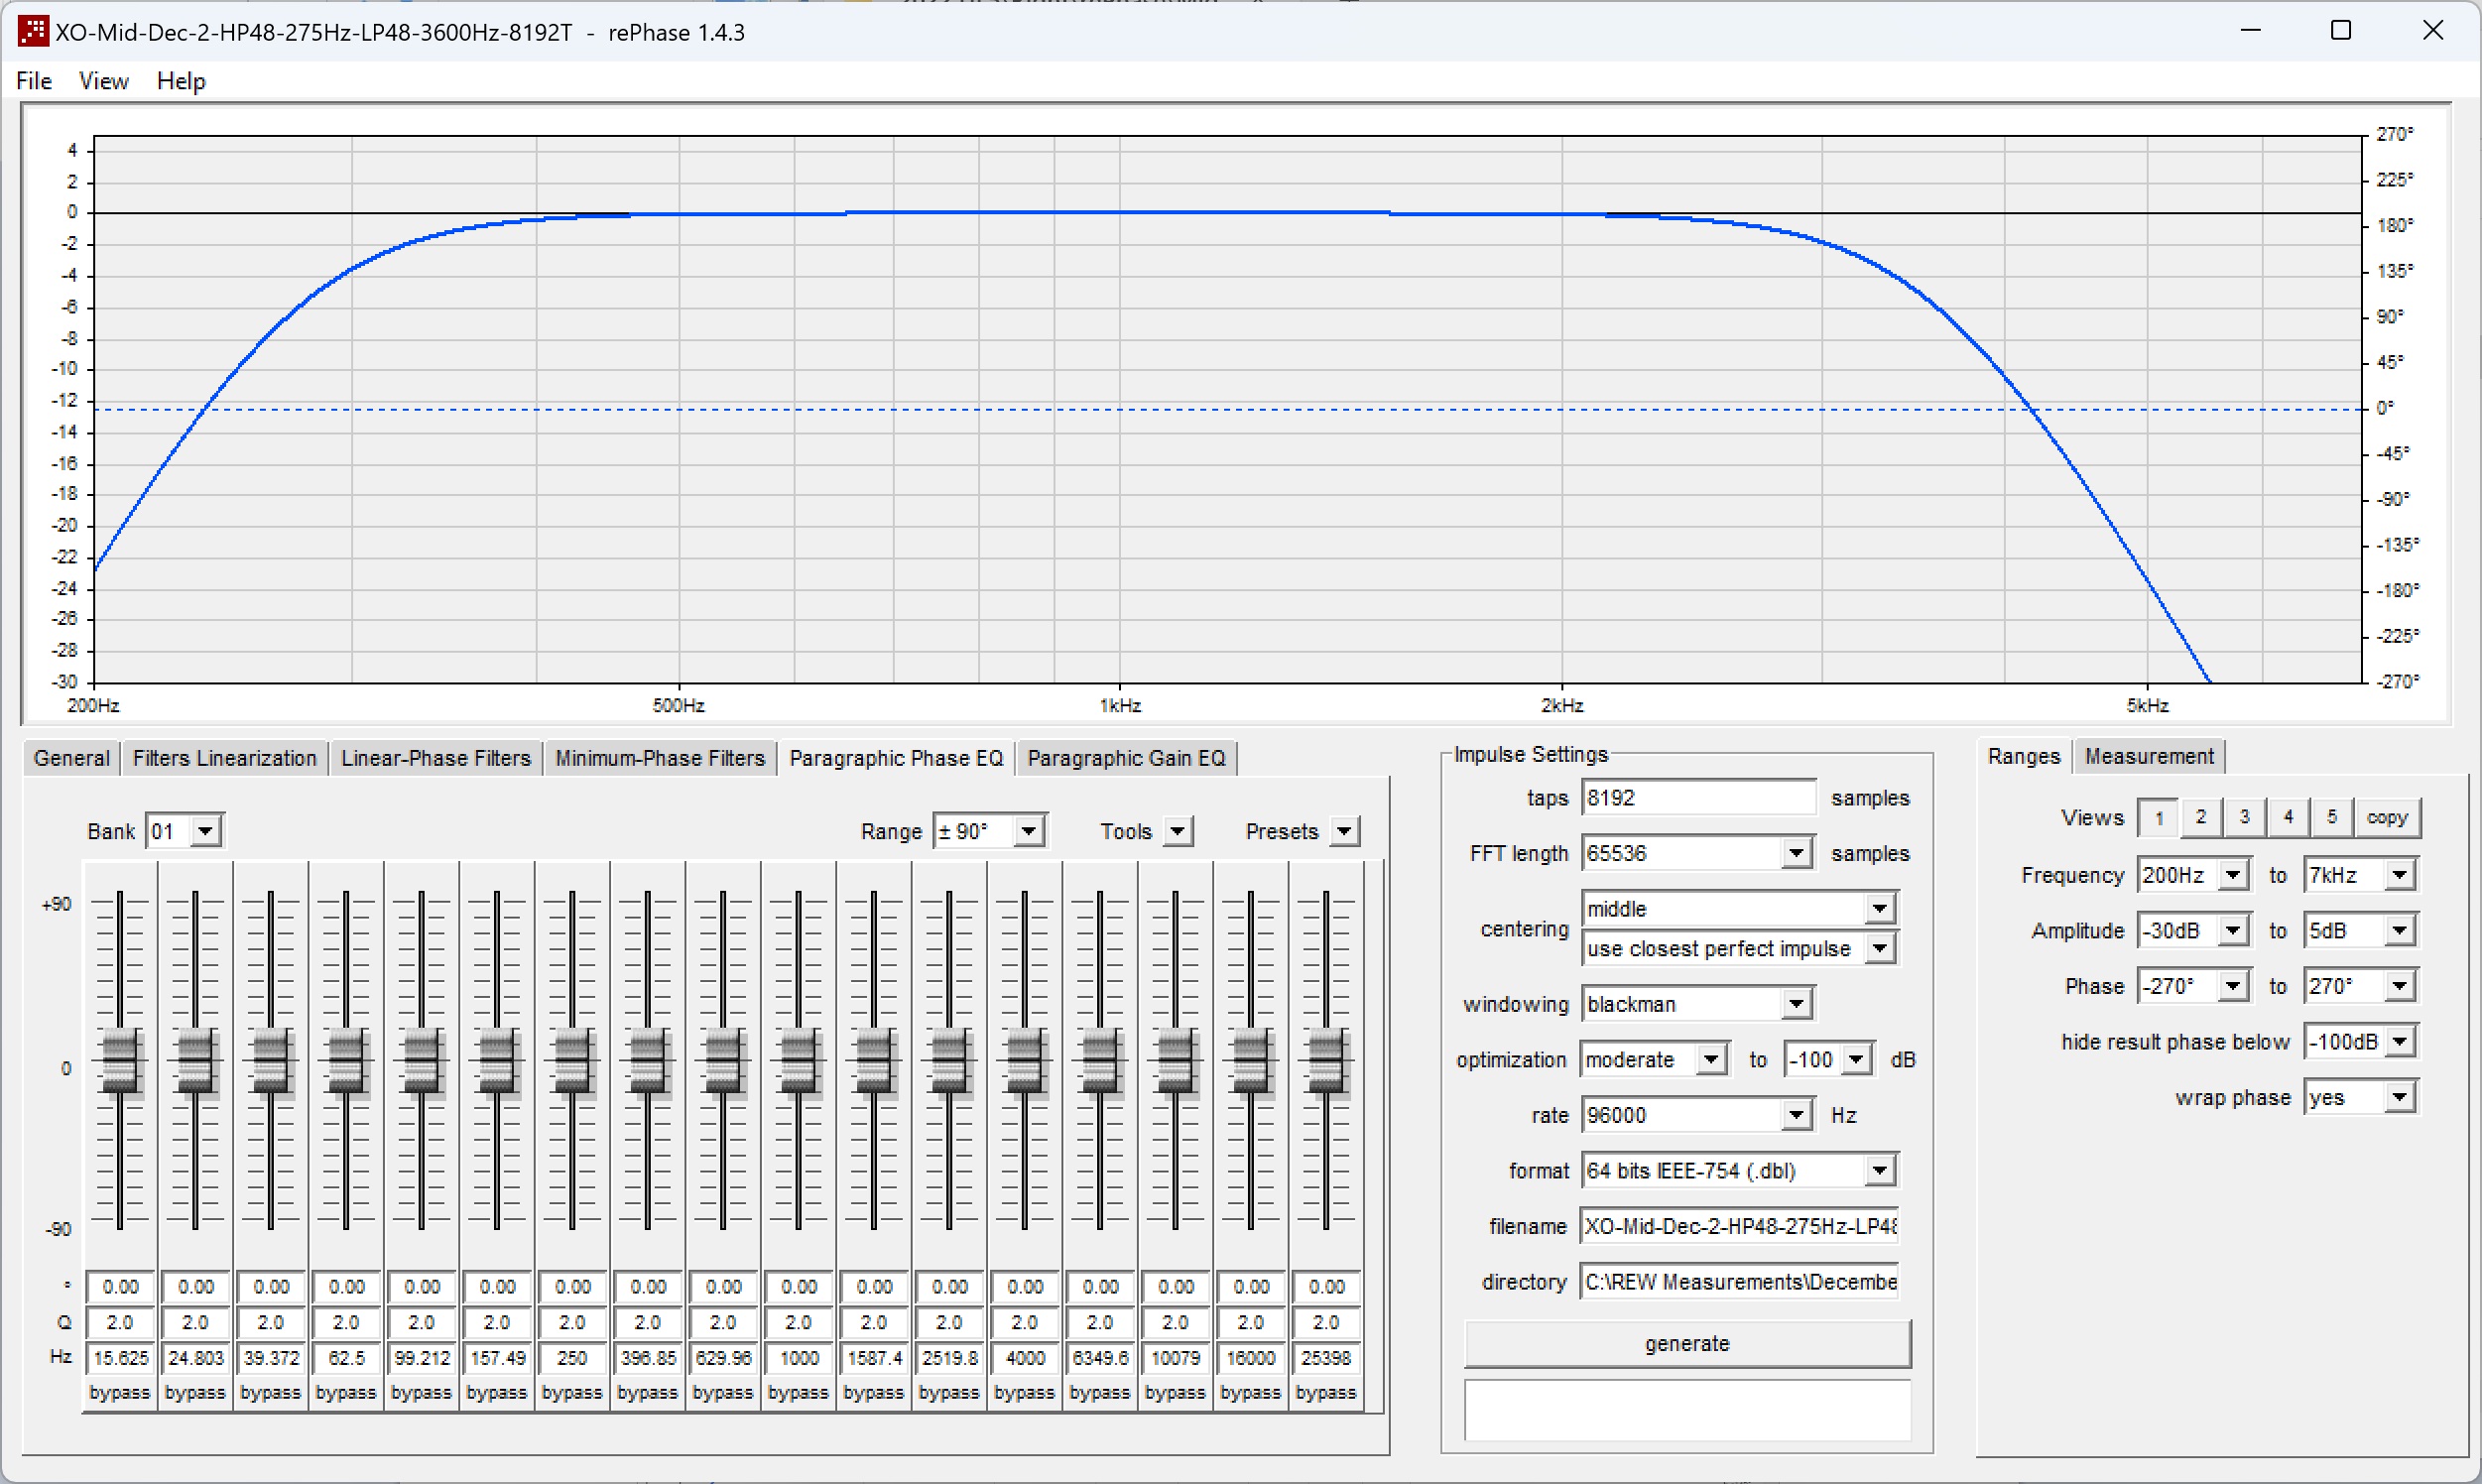 XO-Mid-Dec-2-HP48-275Hz-LP48-3600Hz-8192T - rePhase 1.4.3
File View Help
4 270°
2 225°
0 180°
-2 135°
-4 90°
-6 45°
-8 0°
-10 -45°
-12 -90°
-14 -135°
-16 -180°
-18 -225°
-20 -270°
-22
-24
-26
-28
-30
200Hz 500Hz 1kHz 2kHz 5kHz
General Filters Linearization Linear-Phase Filters Minimum-Phase Filters Paragraphic Phase EQ Paragraphic Gain EQ
Bank 01 Range ± 90° Tools Presets
+90
0
-90
° 0.00 0.00 0.00 0.00 0.00 0.00 0.00 0.00 0.00 0.00 0.00 0.00 0.00 0.00 0.00 0.00 0.00
Q 2.0 2.0 2.0 2.0 2.0 2.0 2.0 2.0 2.0 2.0 2.0 2.0 2.0 2.0 2.0 2.0 2.0
Hz 15.625 24.803 39.372 62.5 99.212 157.49 250 396.85 629.96 1000 1587.4 2519.8 4000 6349.6 10079 16000 25398
bypass bypass bypass bypass bypass bypass bypass bypass bypass bypass bypass bypass bypass bypass bypass bypass bypass
Impulse Settings
taps 8192 samples
FFT length 65536 samples
centering middle
use closest perfect impulse
windowing blackman
optimization moderate to -100 dB
rate 96000 Hz
format 64 bits IEEE-754 (.dbl)
filename XO-Mid-Dec-2-HP48-275Hz-LP48
directory C:\REW Measurements\Decembe
generate
Ranges Measurement
Views 1 2 3 4 5 copy
Frequency 200Hz to 7kHz
Amplitude -30dB to 5dB
Phase -270° to 270°
hide result phase below -100dB
wrap phase yes